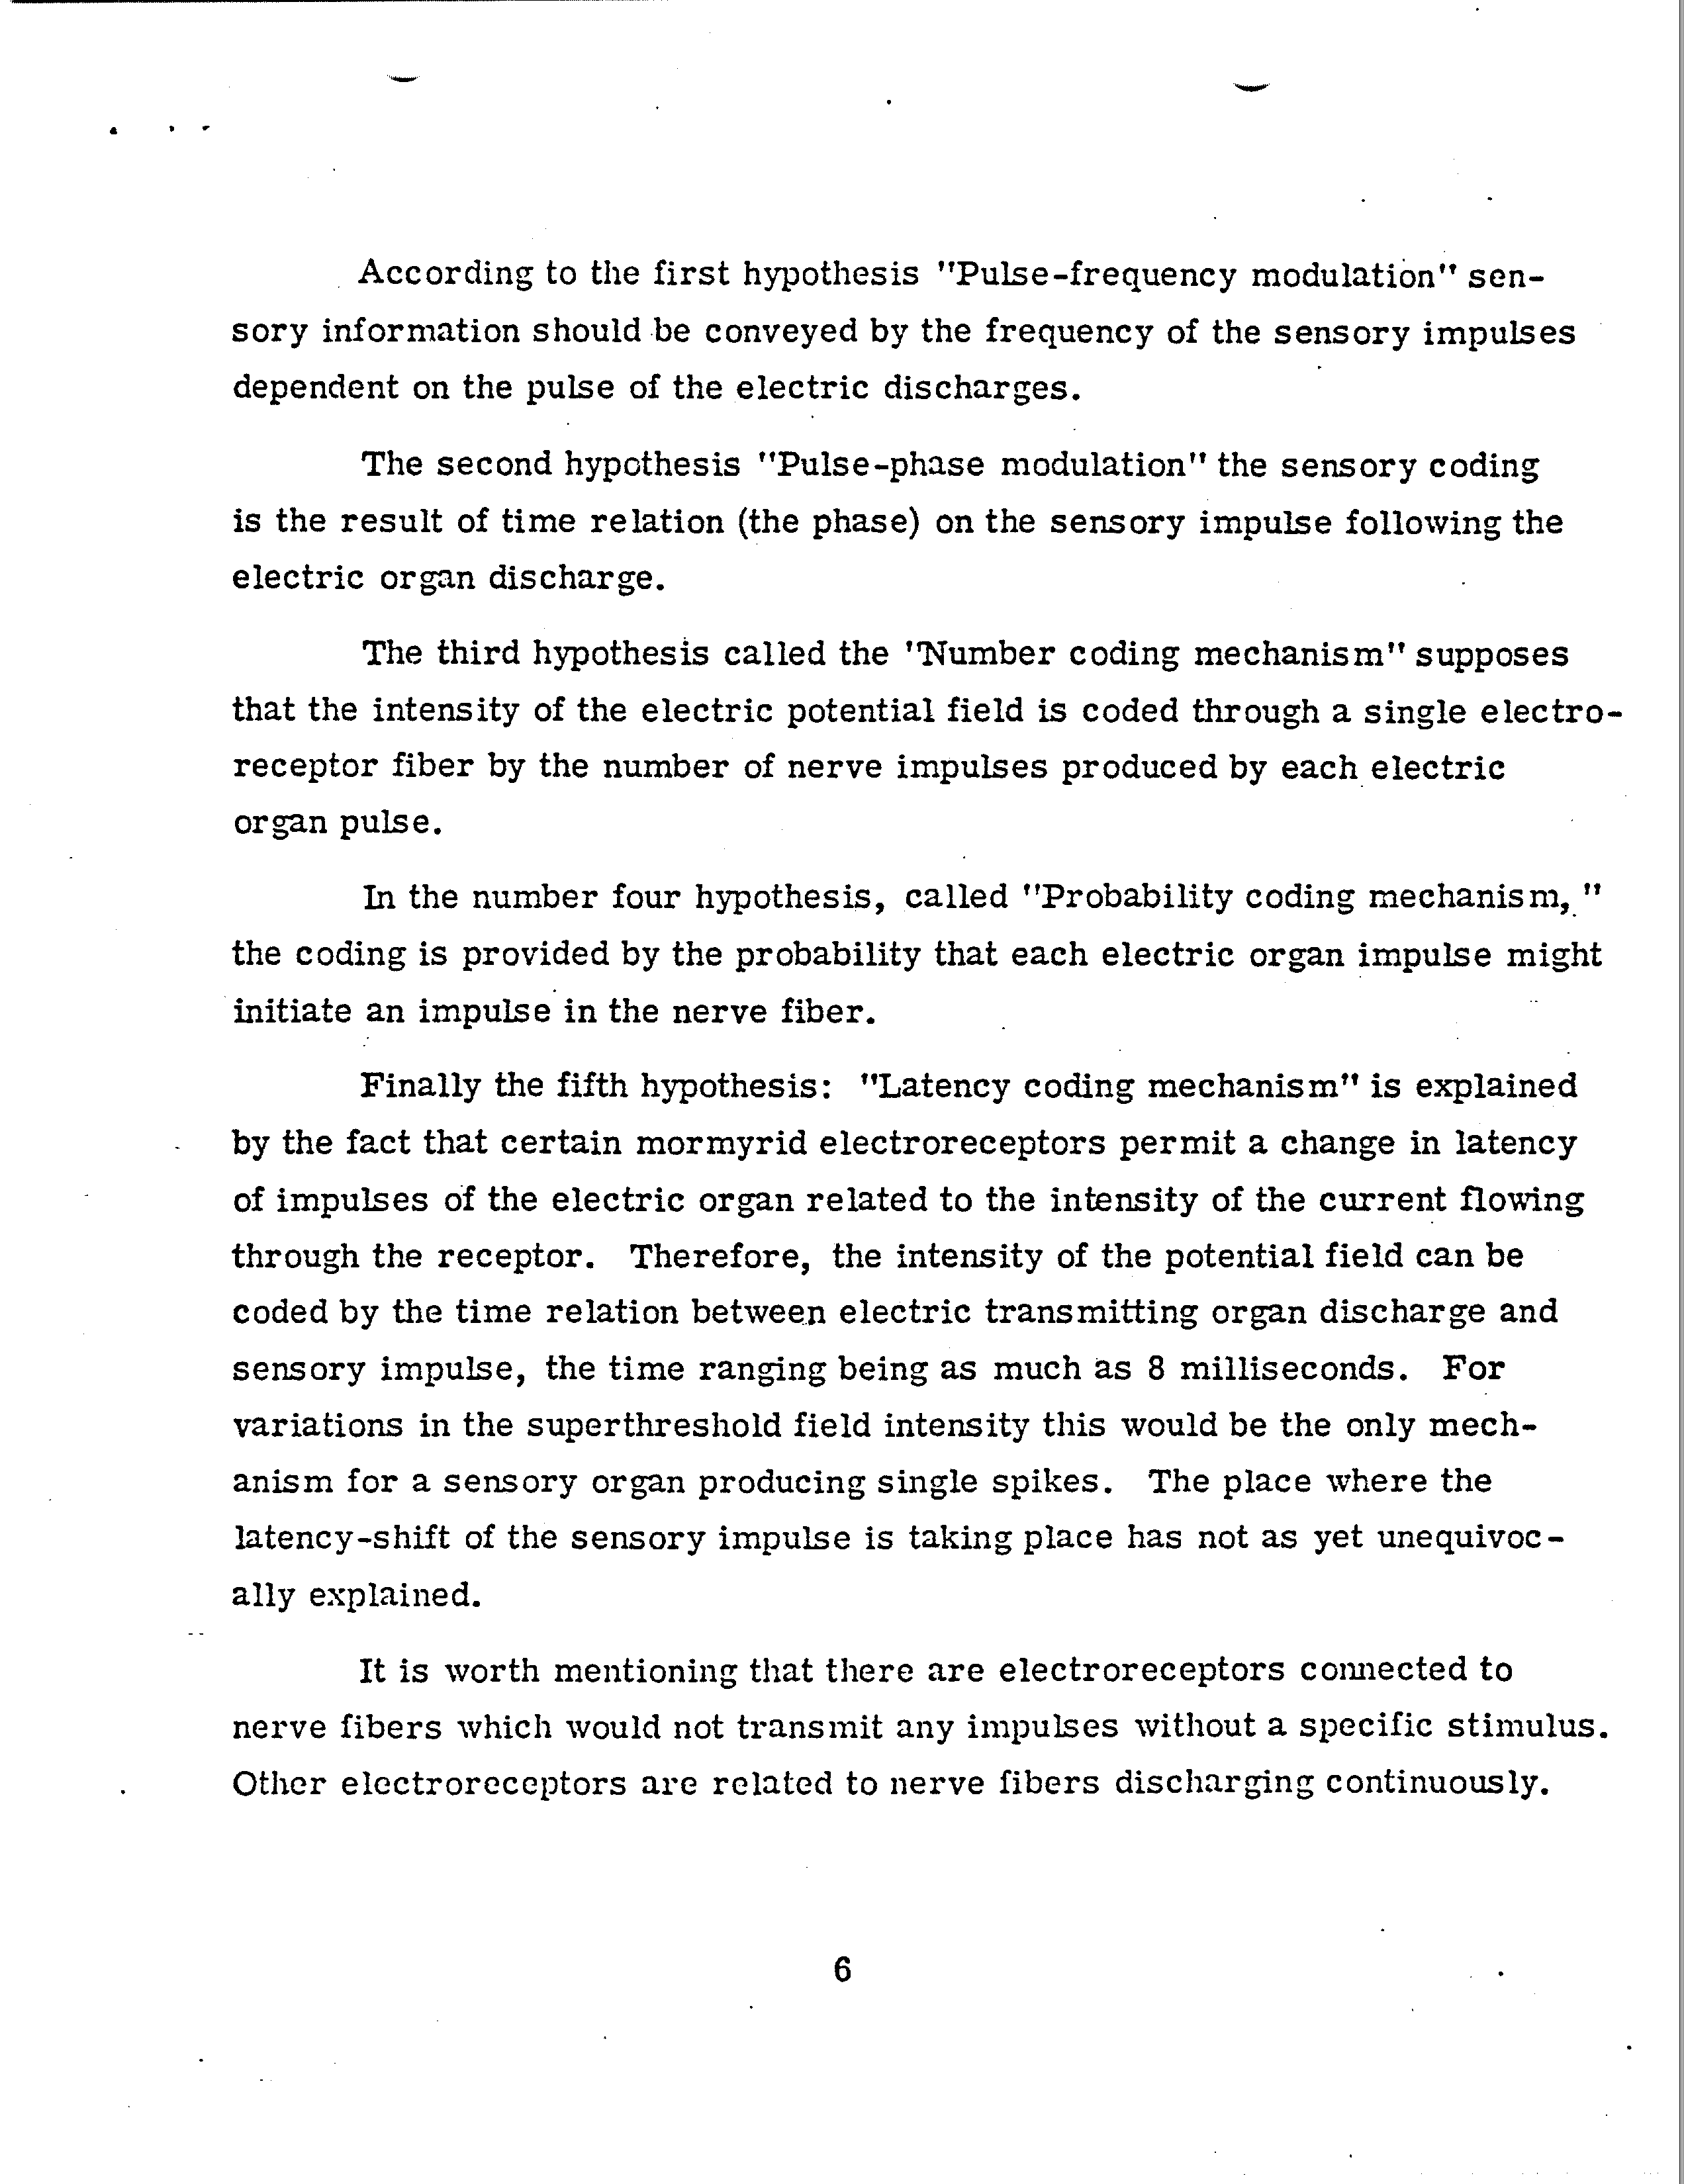 According to the first hypothesis "Pulse-frequency modulation" sen-
sory information should be conveyed by the frequency of the sensory impulses
dependent on the pulse of the electric discharges.
The second hypothesis "Pulse-phase modulation" the sensory coding
is the result of time relation (the phase) on the sensory impulse following the
electric organ discharge.
The third hypothesis called the "Number coding mechanism" supposes
that the intensity of the electric potential field is coded through a single electro-
receptor fiber by the number of nerve impulses produced by each electric
organ pulse.
In the number four hypothesis, called "Probability coding mechanism,"
the coding is provided by the probability that each electric organ impulse might
initiate an impulse in the nerve fiber.
Finally the fifth hypothesis: "Latency coding mechanism" is explained
by the fact that certain mormyrid electroreceptors permit a change in latency
of impulses of the electric organ related to the intensity of the current flowing
through the receptor. Therefore, the intensity of the potential field can be
coded by the time relation between electric transmitting organ discharge and
sensory impulse, the time ranging being as much as 8 milliseconds. For
variations in the superthreshold field intensity this would be the only mech-
anism for a sensory organ producing single spikes. The place where the
latency-shift of the sensory impulse is taking place has not as yet unequivoc-
ally explained.
It is worth mentioning that there are electroreceptors connected to
nerve fibers which would not transmit any impulses without a specific stimulus.
Other electroreceptors are related to nerve fibers discharging continuously.
6